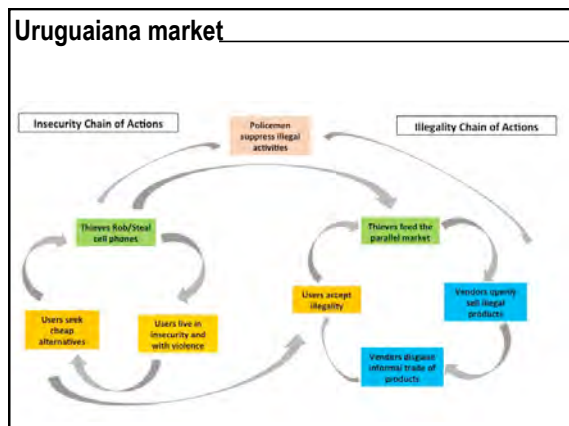 Uruguaiana market
Insecurity Chain of Actions
Illegality Chain of Actions
Policemen
suppress illegal
activities
Thieves Rob/Steal
cell phones
Thieves feed the
parallel market
Users seek
cheap
alternatives
Users live in
insecurity and
with violence
Users accept
illegality
Vendors openly
sell illegal
products
Vendors disguise
informal trade of
products